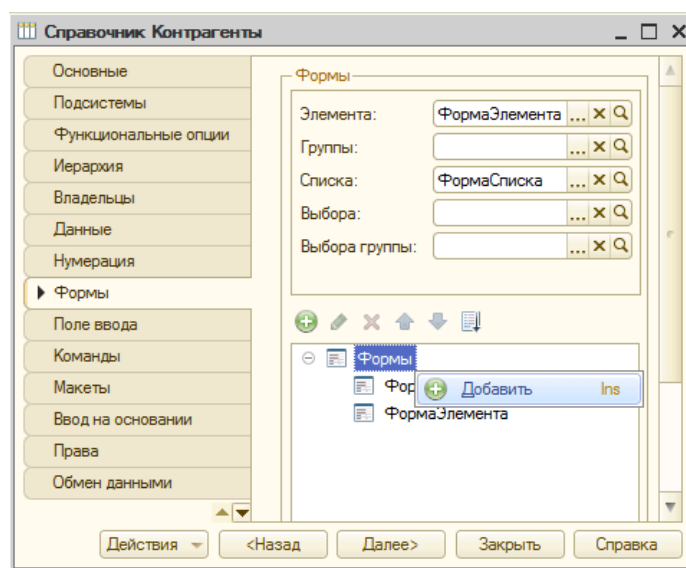 Справочник Контрагенты
Основные
Подсистемы
Функциональные опции
Иерархия
Владельцы
Данные
Нумерация
Формы
Поле ввода
Команды
Макеты
Ввод на основании
Права
Обмен данными
Формы
Элемента: ФормаЭлемента ...
Группы: ...
Списка: ФормаСписка ...
Выбора: ...
Выбора группы: ...
Формы
Фор
Добавить Ins
ФормаЭлемента
Действия <Назад Далее> Закрыть Справка